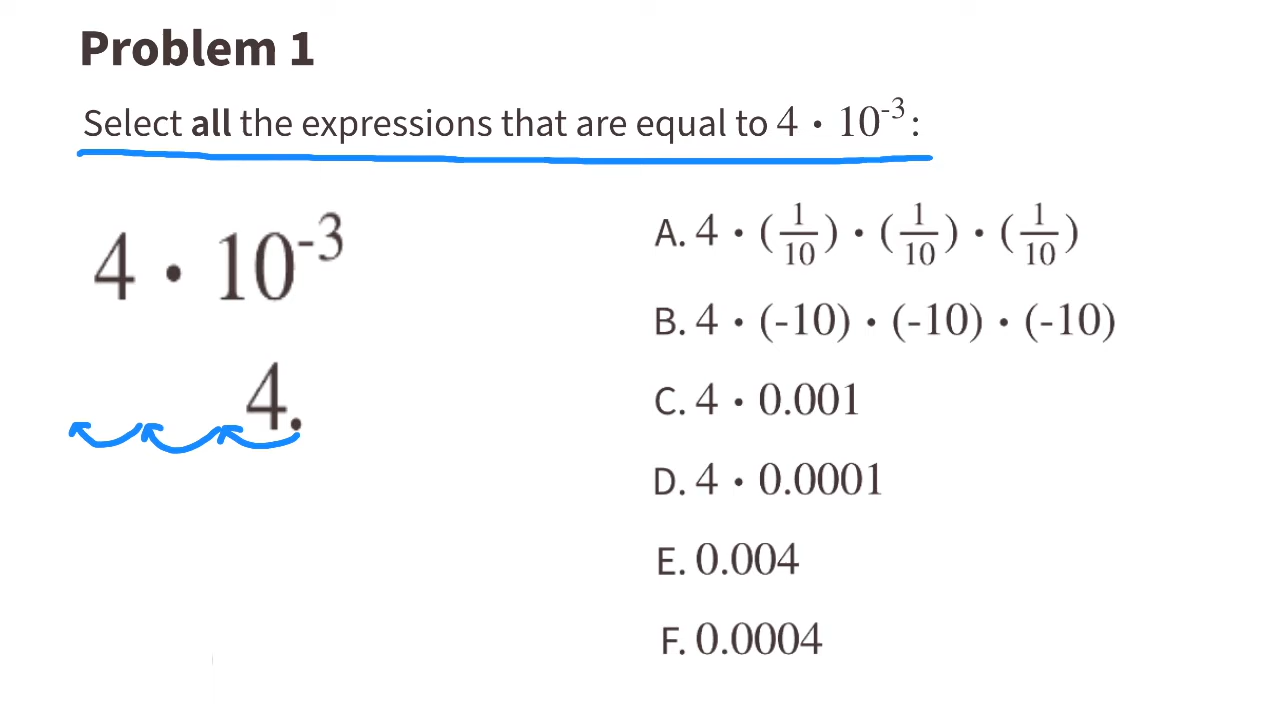 Problem 1
Select all the expressions that are equal to 4 · 10⁻³:
4 · 10⁻³
4.
A. 4 · (1/10) · (1/10) · (1/10)
B. 4 · (-10) · (-10) · (-10)
C. 4 · 0.001
D. 4 · 0.0001
E. 0.004
F. 0.0004